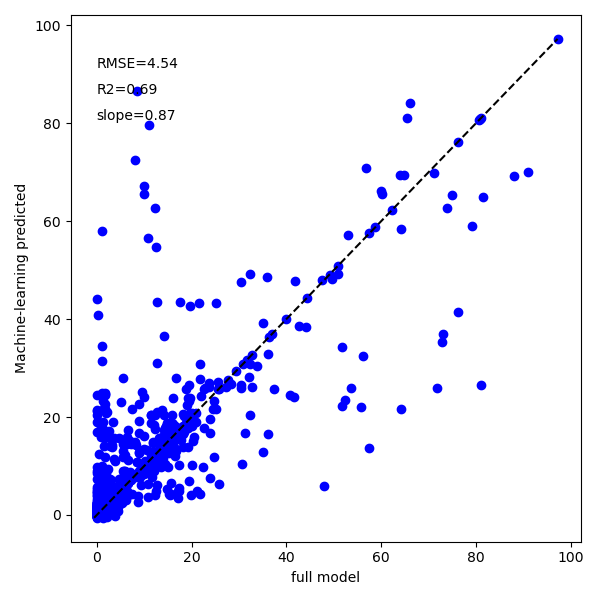 100
80
60
40
20
0
RMSE=4.54
R2=0.69
slope=0.87
Machine-learning predicted
0 20 40 60 80 100
full model